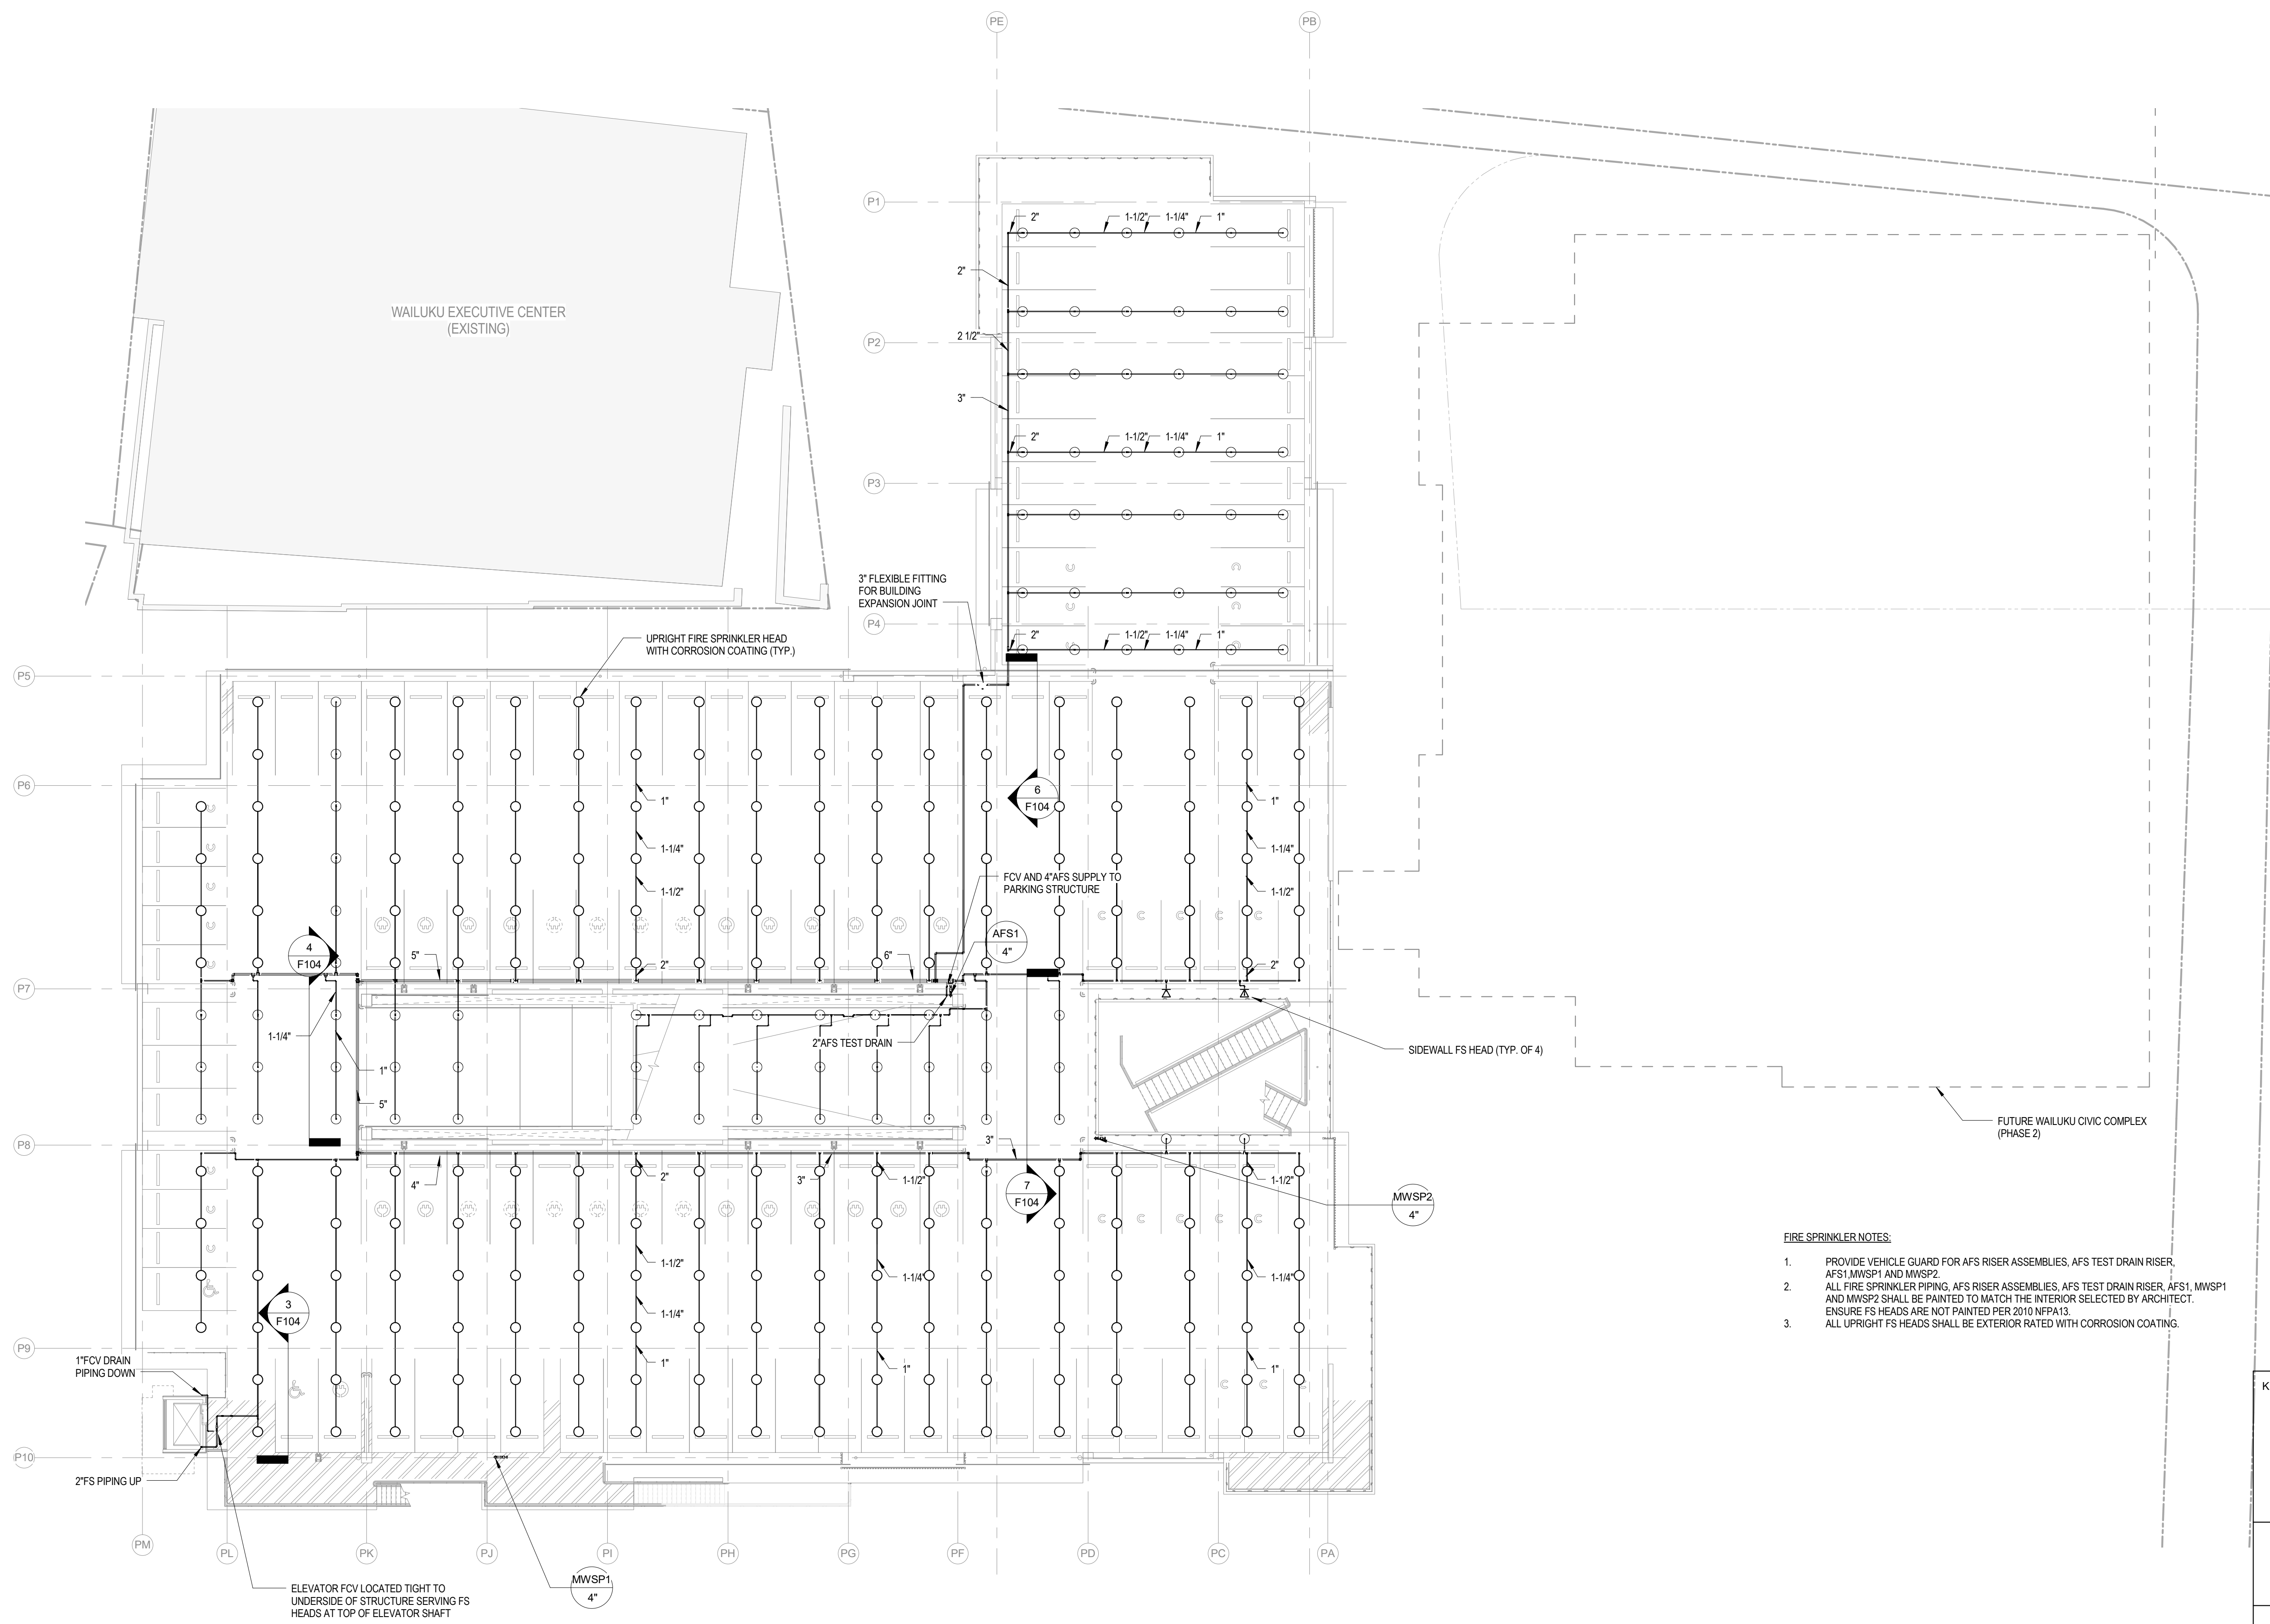 PE
PB
P1
2"
1-1/2"
1-1/4"
1"
2"
WAILUKU EXECUTIVE CENTER
(EXISTING)
2 1/2"
P2
3"
2"
1-1/2"
1-1/4"
1"
P3
3" FLEXIBLE FITTING
FOR BUILDING
EXPANSION JOINT
P4
2"
1-1/2"
1-1/4"
1"
UPRIGHT FIRE SPRINKLER HEAD
WITH CORROSION COATING (TYP.)
P5
P6
6
F104
1"
1"
1-1/4"
1-1/4"
FCV AND 4"AFS SUPPLY TO
PARKING STRUCTURE
1-1/2"
1-1/2"
AFS1
4"
4
F104
5"
6"
2"
2"
P7
1-1/4"
2"AFS TEST DRAIN
SIDEWALL FS HEAD (TYP. OF 4)
1"
5"
FUTURE WAILUKU CIVIC COMPLEX
(PHASE 2)
P8
3"
4"
2"
3"
1-1/2"
1-1/2"
7
F104
MWSP2
4"
FIRE SPRINKLER NOTES:
1. PROVIDE VEHICLE GUARD FOR AFS RISER ASSEMBLIES, AFS TEST DRAIN RISER,
AFS1,MWSP1 AND MWSP2.
2. ALL FIRE SPRINKLER PIPING, AFS RISER ASSEMBLIES, AFS TEST DRAIN RISER, AFS1, MWSP1
AND MWSP2 SHALL BE PAINTED TO MATCH THE INTERIOR SELECTED BY ARCHITECT.
ENSURE FS HEADS ARE NOT PAINTED PER 2010 NFPA13.
3. ALL UPRIGHT FS HEADS SHALL BE EXTERIOR RATED WITH CORROSION COATING.
1-1/2"
1-1/4"
1-1/4"
3
F104
1-1/4"
P9
1"
1"
1"
1"FCV DRAIN
PIPING DOWN
K
P10
2"FS PIPING UP
PM
PL
PK
PJ
PI
PH
PG
PF
PD
PC
PA
MWSP1
4"
ELEVATOR FCV LOCATED TIGHT TO
UNDERSIDE OF STRUCTURE SERVING FS
HEADS AT TOP OF ELEVATOR SHAFT